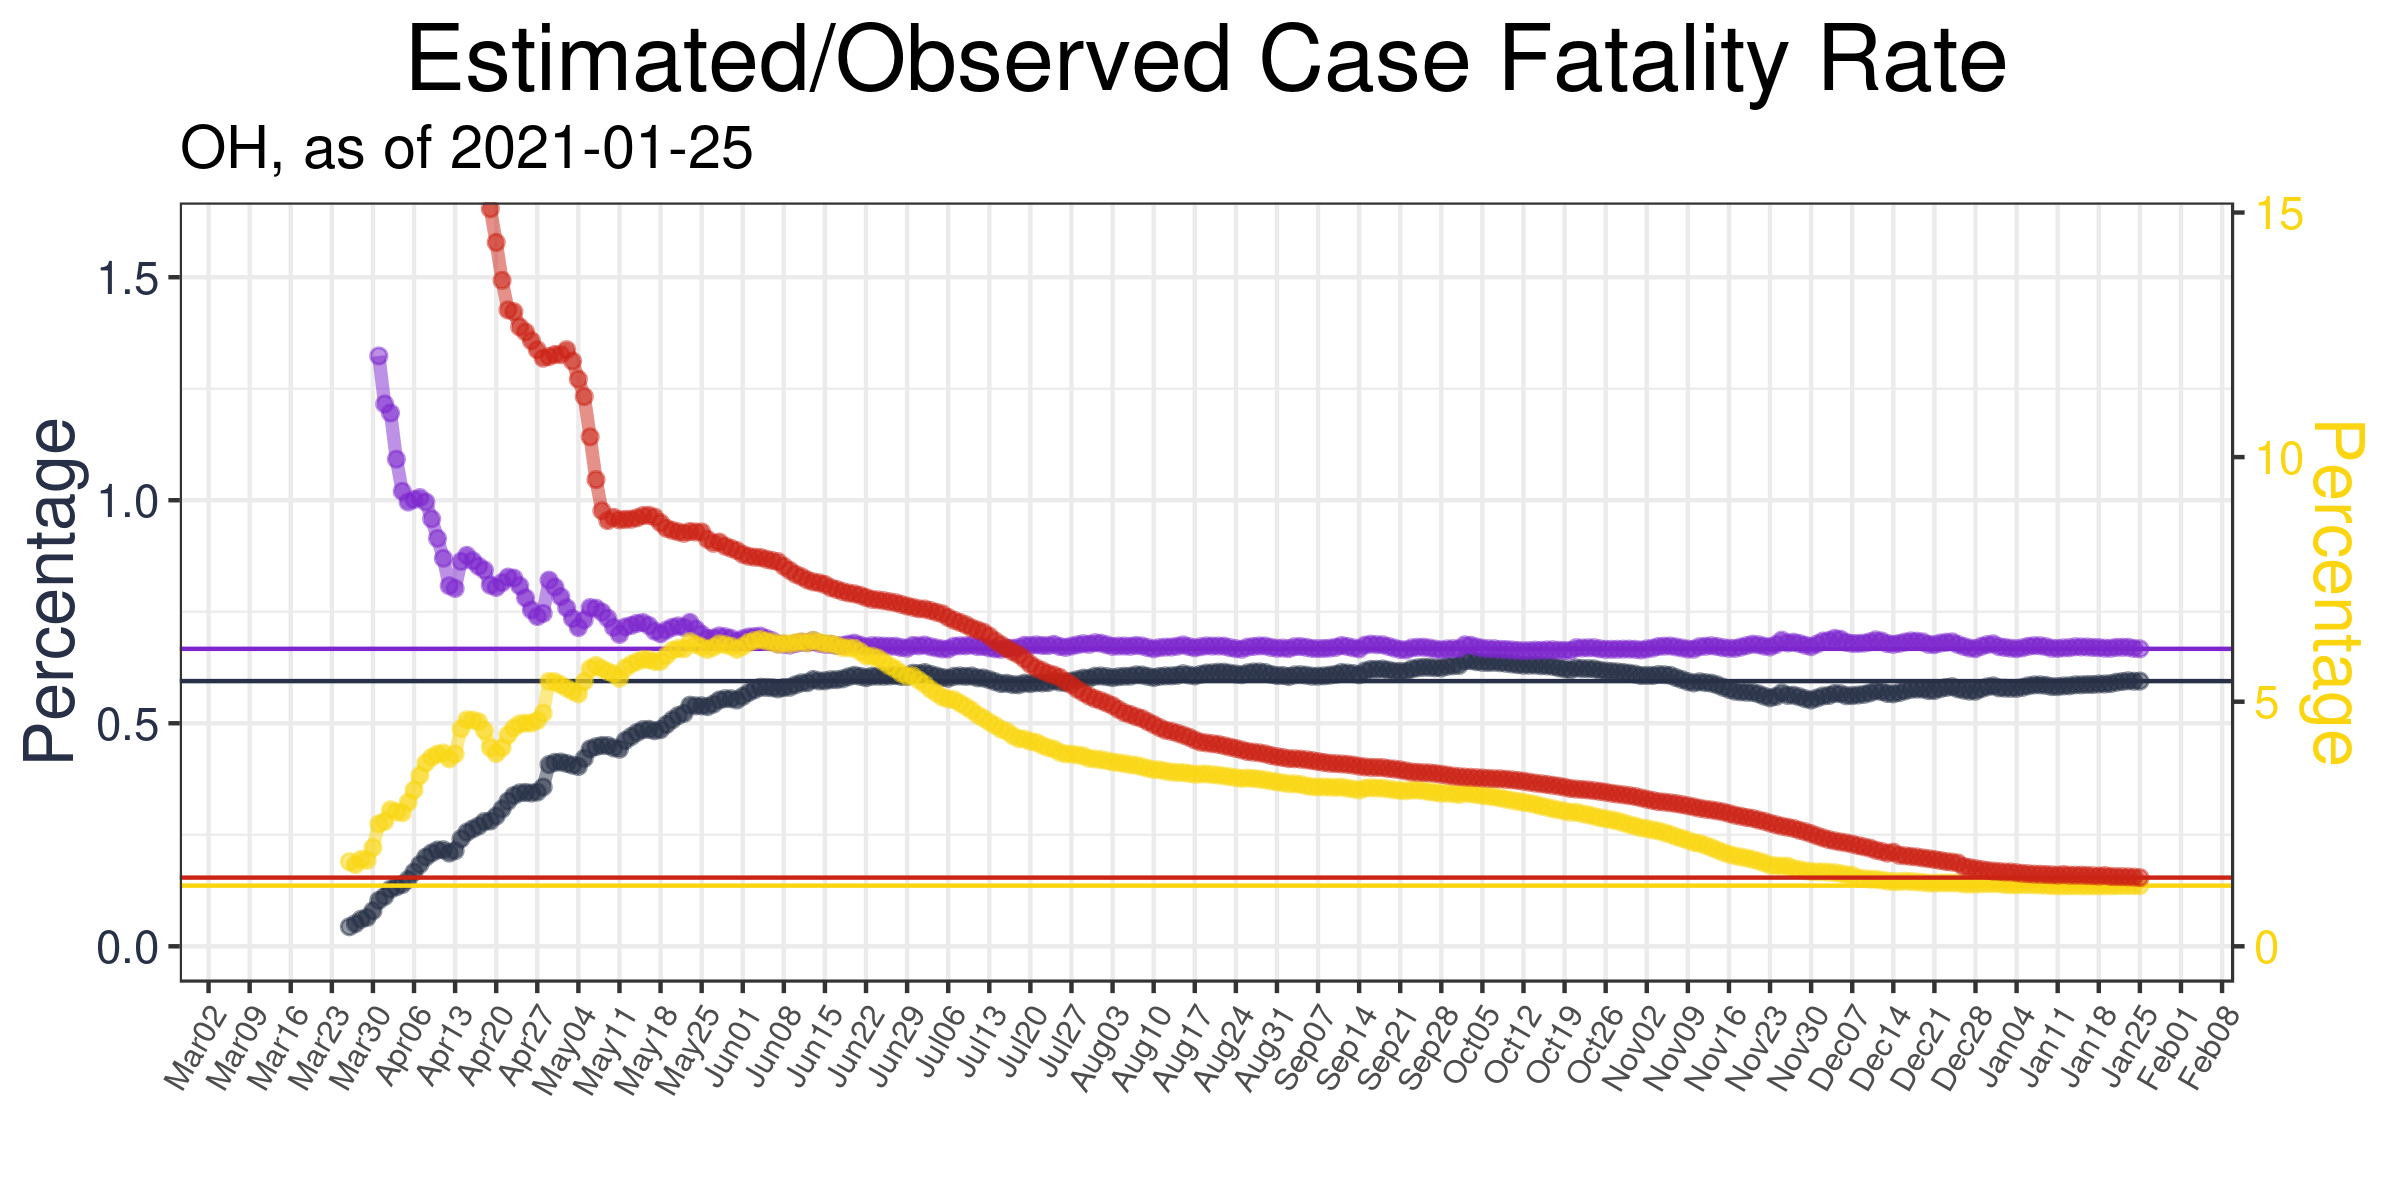 Estimated/Observed Case Fatality Rate
OH, as of 2021-01-25
Percentage
1.5
1.0
0.5
0.0
15
10
5
0
Percentage
Mar02
Mar09
Mar16
Mar23
Mar30
Apr06
Apr13
Apr20
Apr27
May04
May11
May18
May25
Jun01
Jun08
Jun15
Jun22
Jun29
Jul06
Jul13
Jul20
Jul27
Aug03
Aug10
Aug17
Aug24
Aug31
Sep07
Sep14
Sep21
Sep28
Oct05
Oct12
Oct19
Oct26
Nov02
Nov09
Nov16
Nov23
Nov30
Dec07
Dec14
Dec21
Dec28
Jan04
Jan11
Jan18
Jan25
Feb01
Feb08